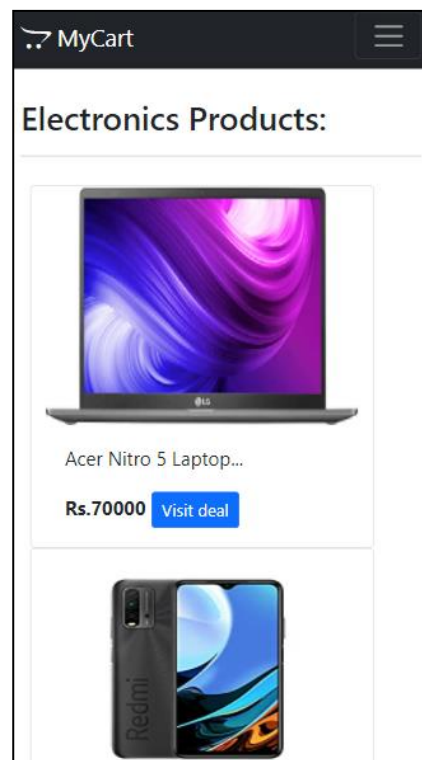 MyCart
Electronics Products:
LG
Acer Nitro 5 Laptop...
Rs.70000 Visit deal
Redmi